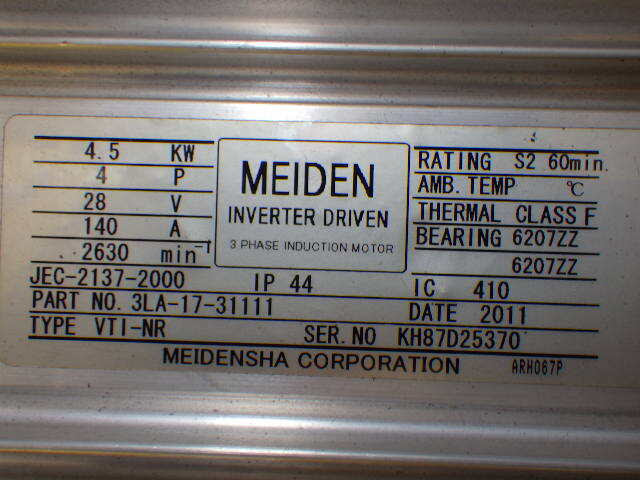 4.5 KW
4 P
28 V
140 A
2630 min⁻¹
MEIDEN
INVERTER DRIVEN
3 PHASE INDUCTION MOTOR
RATING S2 60min.
AMB. TEMP °C
THERMAL CLASS F
BEARING 6207ZZ
6207ZZ
JEC-2137-2000 IP 44 IC 410
PART NO. 3LA-17-31111 DATE 2011
TYPE VTI-NR SER. NO KH87D25370
MEIDENSHA CORPORATION ARH067P